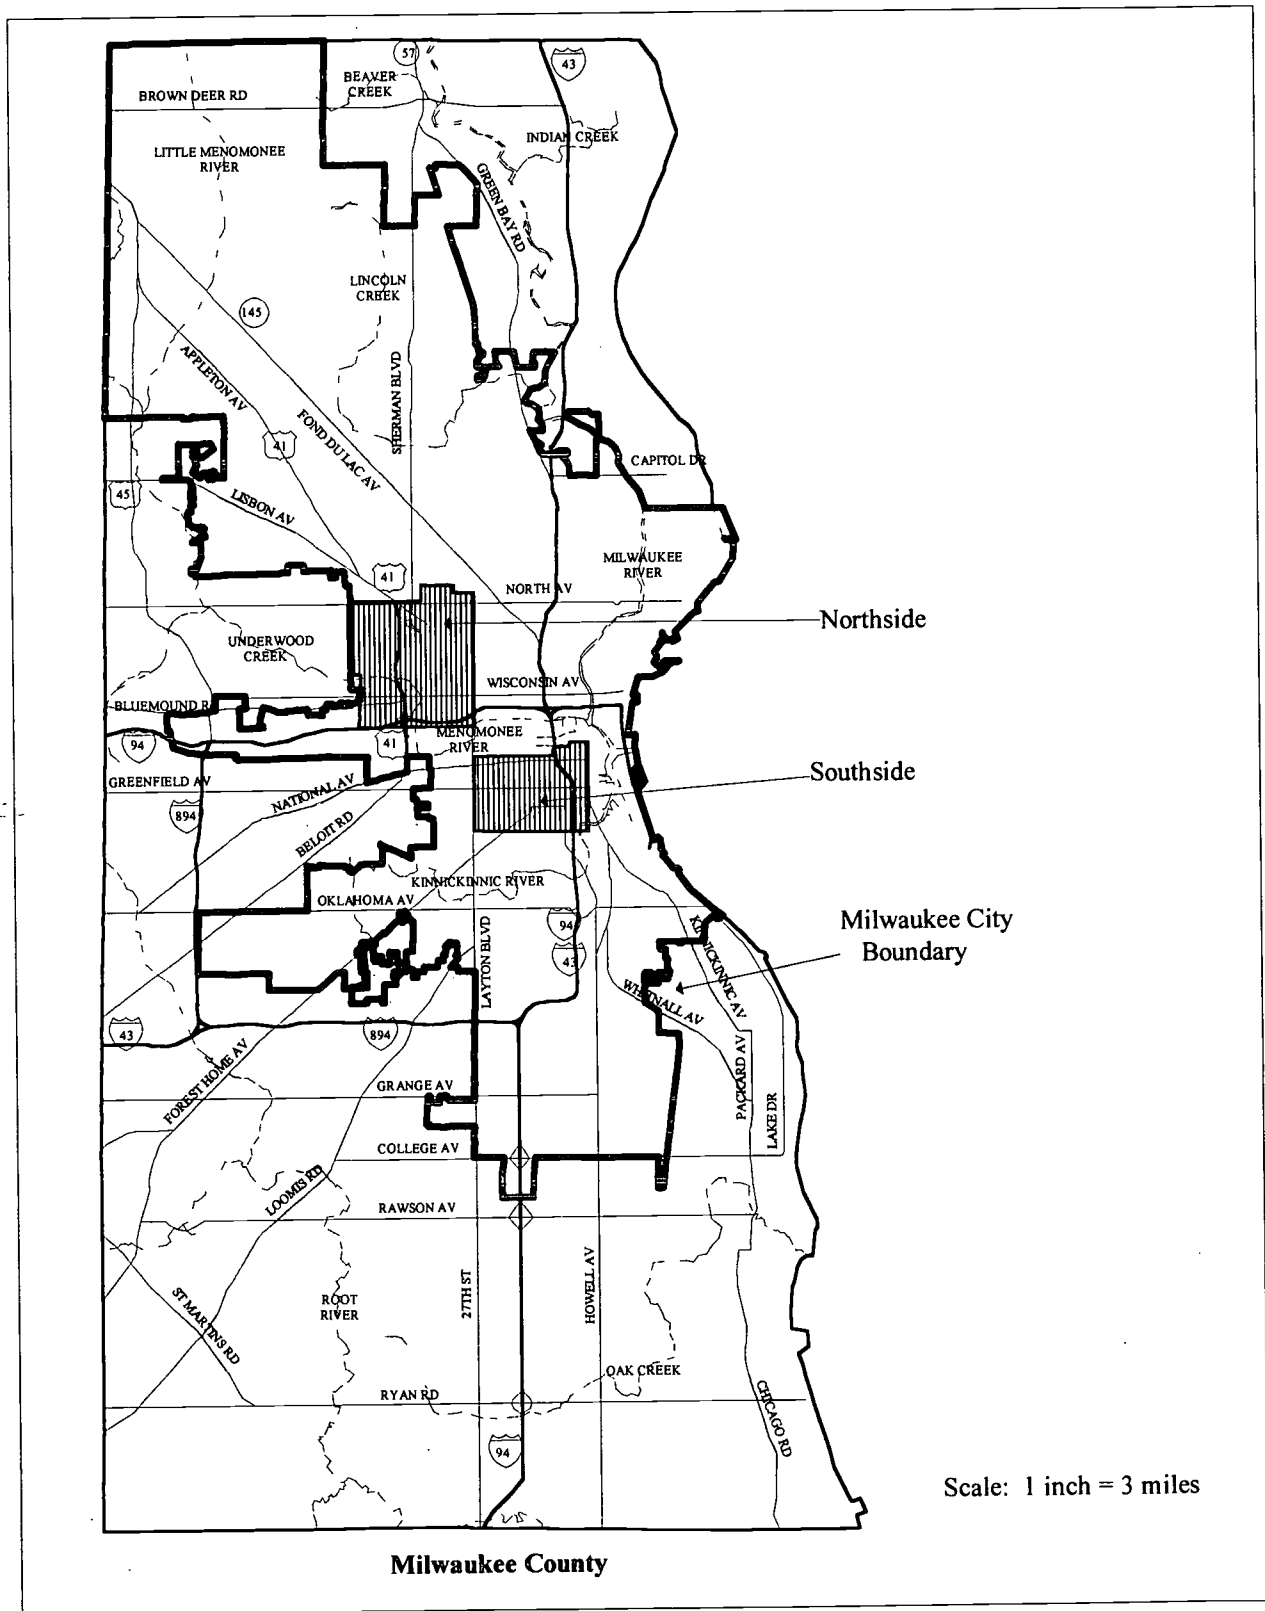 57
43
BEAVER
CREEK
BROWN DEER RD
INDIAN CREEK
LITTLE MENOMONEE
RIVER
GREEN BAY RD
LINCOLN
CREEK
145
APPLETON AV
SHERMAN BLVD
FOND DU LAC AV
41
CAPITOL DR
45
LISBON AV
MILWAUKEE
RIVER
41
NORTH AV
Northside
UNDERWOOD
CREEK
WISCONSIN AV
BLUEMOUND R
MENOMONEE
RIVER
94
41
Southside
GREENFIELD AV
NATIONAL AV
894
BELOIT RD
KINNICKINNIC RIVER
OKLAHOMA AV
94
Milwaukee City
Boundary
LAYTON BLVD
43
KINNICKINNIC AV
WHITNALL AV
43
894
FOREST HOME AV
PACKARD AV
GRANGE AV
LAKE DR
COLLEGE AV
LOOMIS RD
RAWSON AV
27TH ST
HOWELL AV
ROOT
RIVER
ST MARTINS RD
OAK CREEK
RYAN RD
CHICAGO RD
94
Scale: 1 inch = 3 miles
Milwaukee County